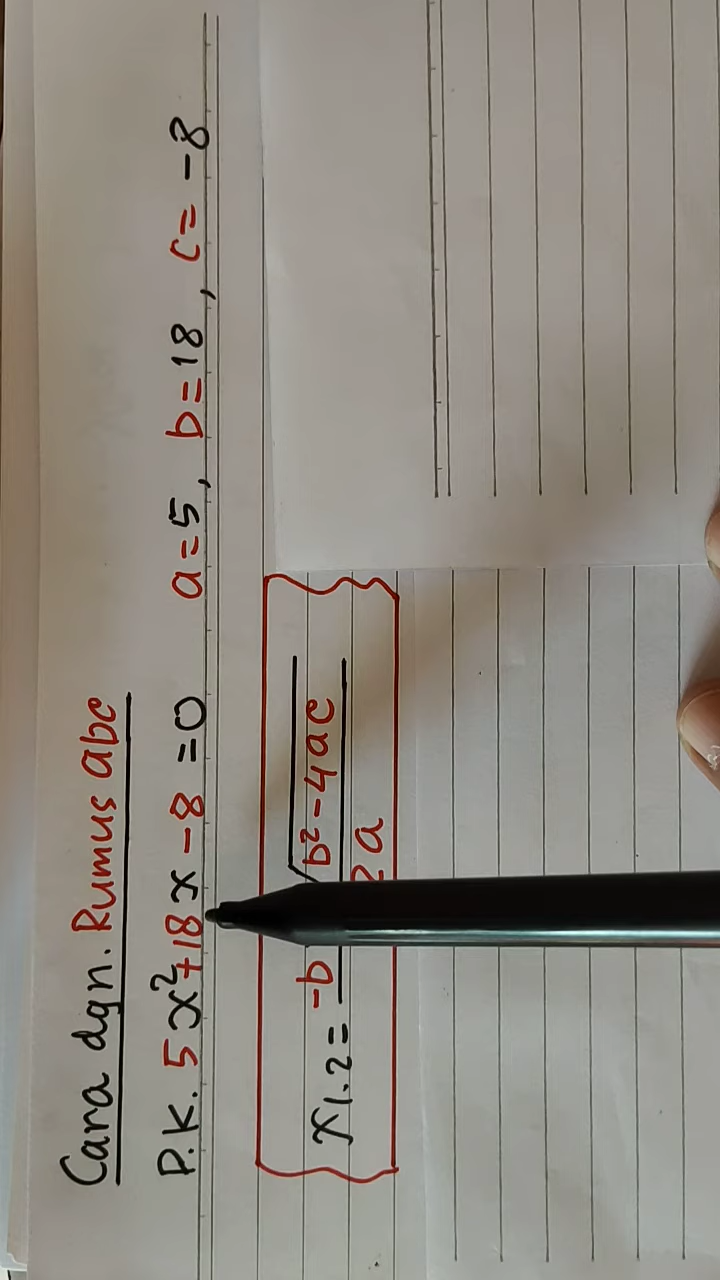 Cara dgn. Rumus abc
P.K. 5x²+18x-8=0 a=5, b=18, c=-8
x1.2 = -b √b²-4ac
2a